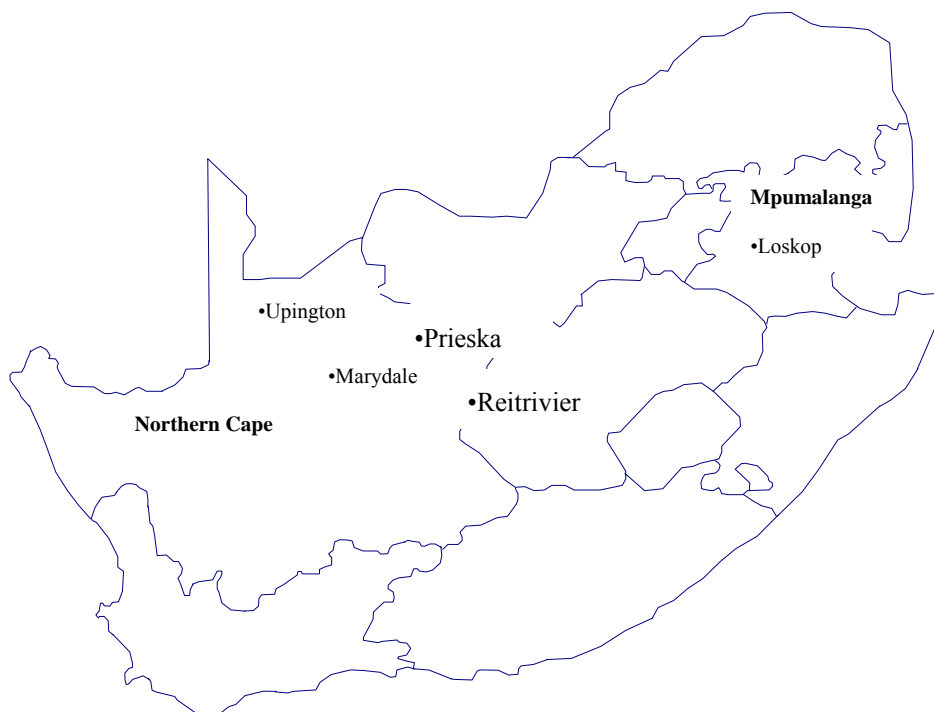 Mpumalanga
•Loskop
•Upington
•Prieska
•Marydale
•Reitrivier
Northern Cape